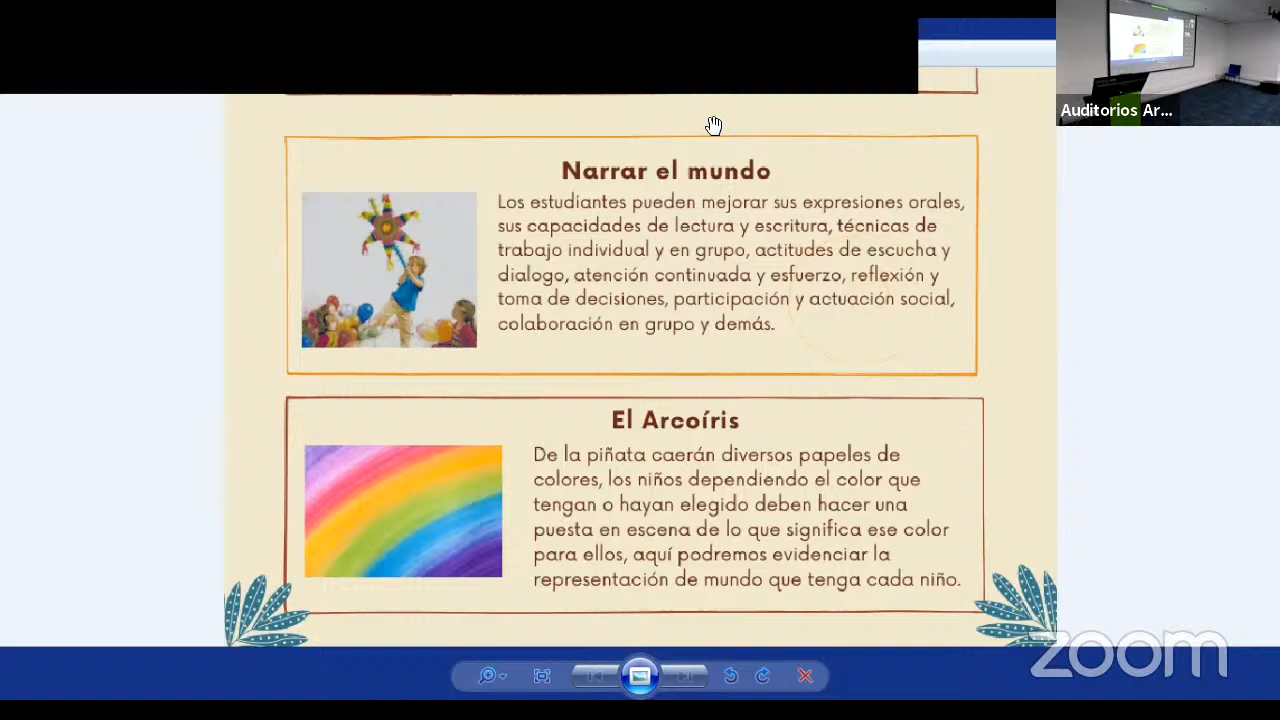 Auditorios Ar...
Narrar el mundo
Los estudiantes pueden mejorar sus expresiones orales,
sus capacidades de lectura y escritura, técnicas de
trabajo individual y en grupo, actitudes de escucha y
dialogo, atención continuada y esfuerzo, reflexión y
toma de decisiones, participación y actuación social,
colaboración en grupo y demás.
El Arcoíris
De la piñata caerán diversos papeles de
colores, los niños dependiendo el color que
tengan o hayan elegido deben hacer una
puesta en escena de lo que significa ese color
para ellos, aquí podremos evidenciar la
representación de mundo que tenga cada niño.
zoom